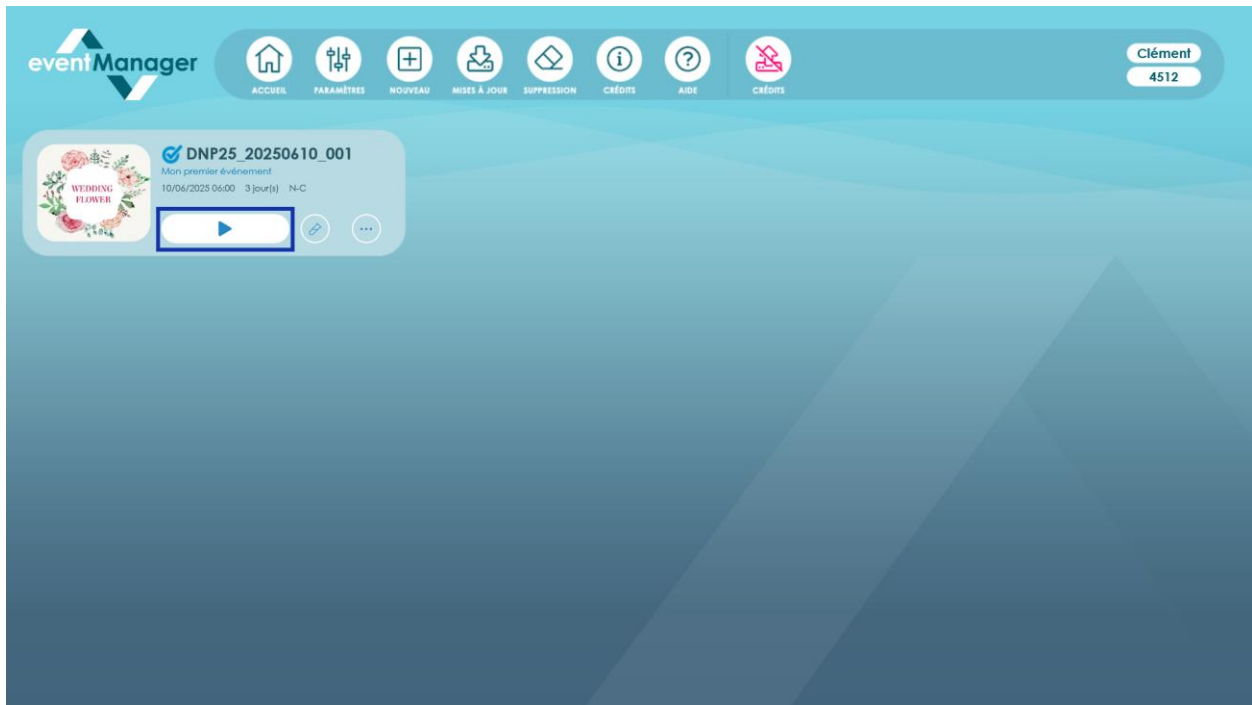 eventManager
ACCUEIL PARAMÈTRES NOUVEAU MISES À JOUR SUPPRESSION CRÉDITS AIDE CRÉDITS
Clément
4512
DNP25_20250610_001
Mon premier événement
10/06/2025 06:00 3 jour(s) N-C
WEDDING
FLOWER